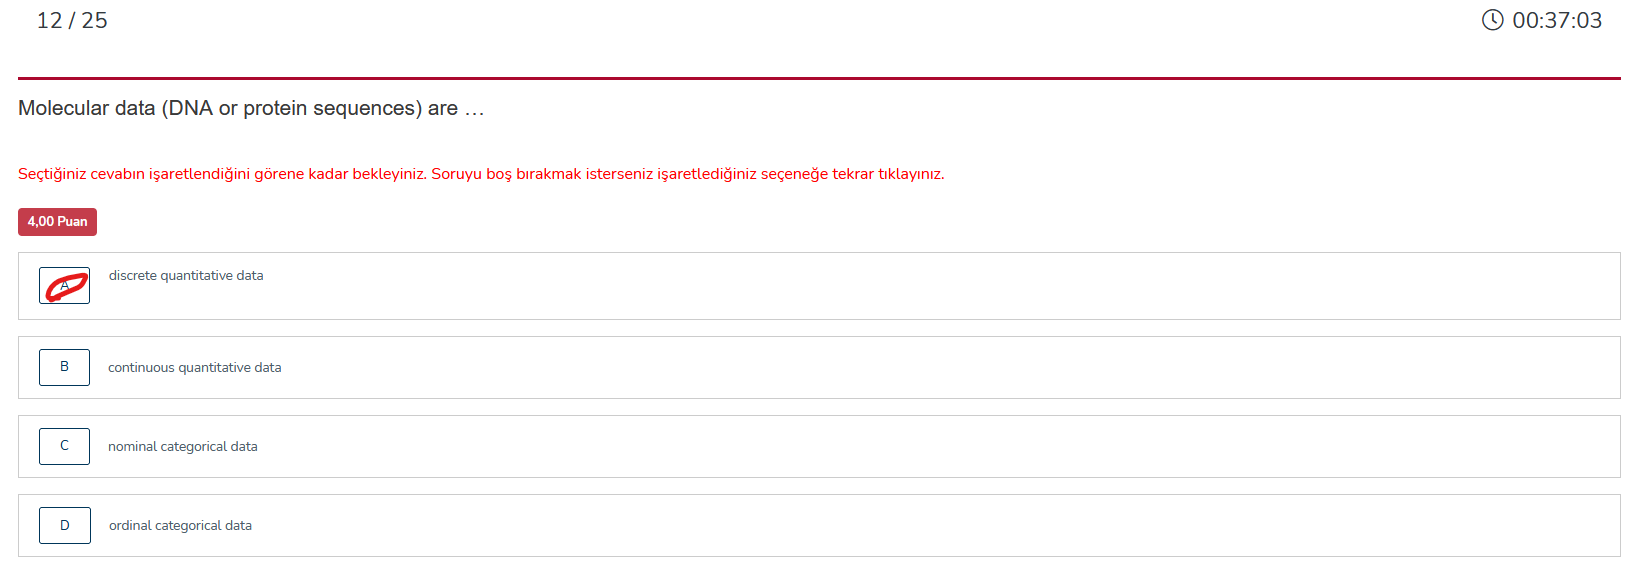 12 / 25
00:37:03
Molecular data (DNA or protein sequences) are …
Seçtiğiniz cevabın işaretlendiğini görene kadar bekleyiniz. Soruyu boş bırakmak isterseniz işaretlediğiniz seçeneğe tekrar tıklayınız.
4,00 Puan
A discrete quantitative data
B continuous quantitative data
C nominal categorical data
D ordinal categorical data